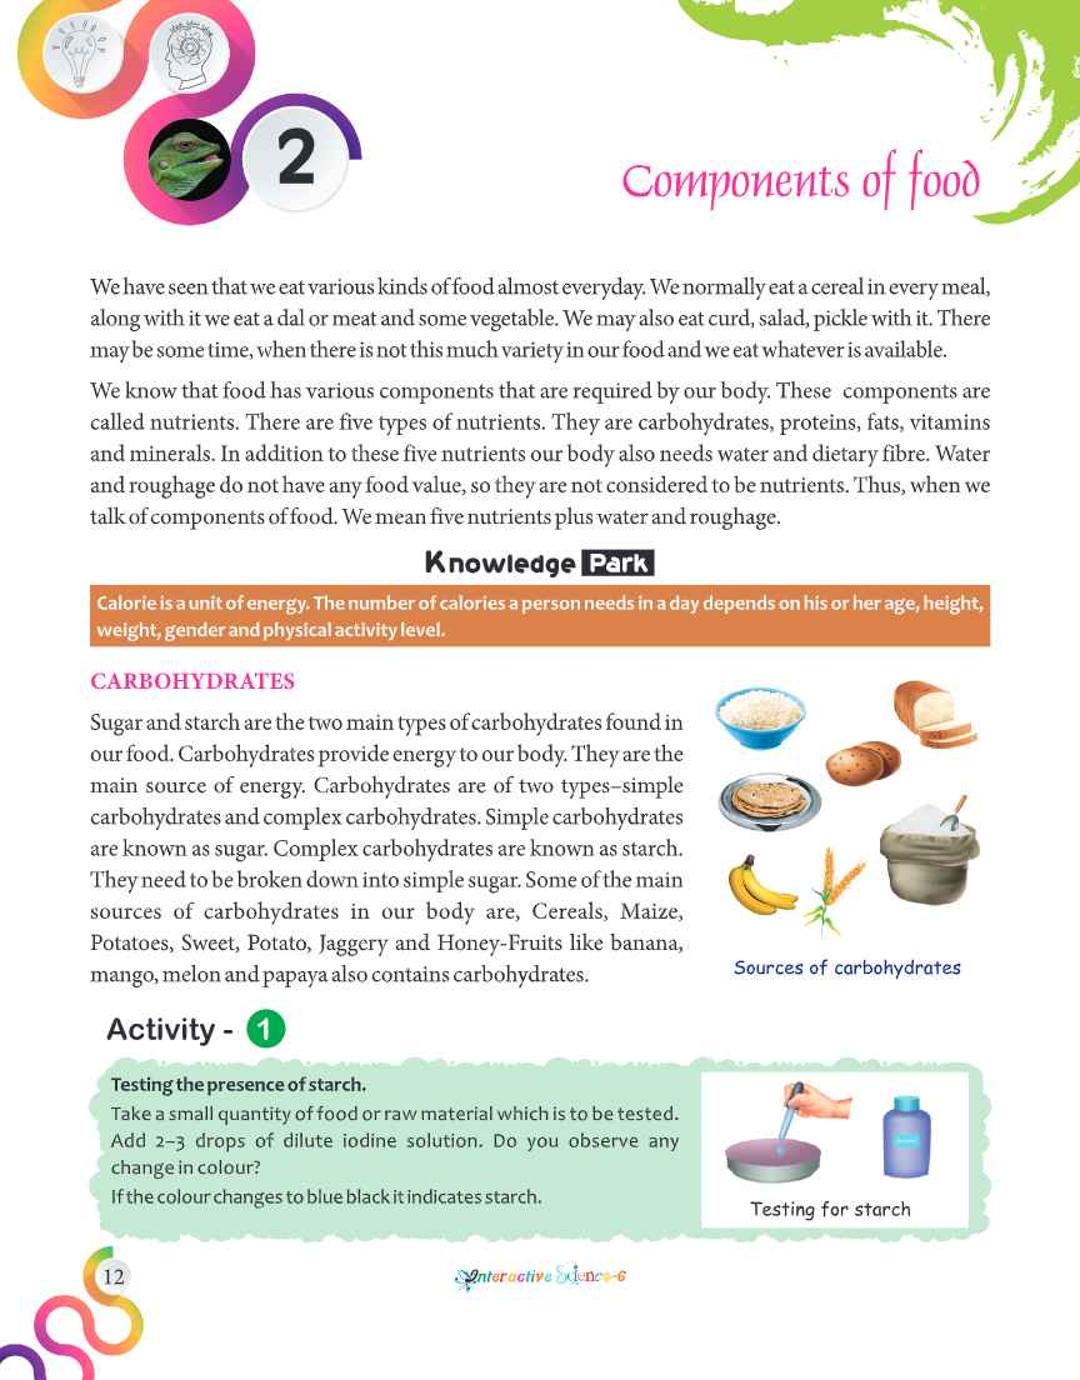 2
Components of food
We have seen that we eat various kinds of food almost everyday. We normally eat a cereal in every meal,
along with it we eat a dal or meat and some vegetable. We may also eat curd, salad, pickle with it. There
may be some time, when there is not this much variety in our food and we eat whatever is available.
We know that food has various components that are required by our body. These components are
called nutrients. There are five types of nutrients. They are carbohydrates, proteins, fats, vitamins
and minerals. In addition to these five nutrients our body also needs water and dietary fibre. Water
and roughage do not have any food value, so they are not considered to be nutrients. Thus, when we
talk of components of food. We mean five nutrients plus water and roughage.
Knowledge Park
Calorie is a unit of energy. The number of calories a person needs in a day depends on his or her age, height,
weight, gender and physical activity level.
CARBOHYDRATES
Sugar and starch are the two main types of carbohydrates found in
our food. Carbohydrates provide energy to our body. They are the
main source of energy. Carbohydrates are of two types–simple
carbohydrates and complex carbohydrates. Simple carbohydrates
are known as sugar. Complex carbohydrates are known as starch.
They need to be broken down into simple sugar. Some of the main
sources of carbohydrates in our body are, Cereals, Maize,
Potatoes, Sweet, Potato, Jaggery and Honey-Fruits like banana,
mango, melon and papaya also contains carbohydrates.
Sources of carbohydrates
Activity - 1
Testing the presence of starch.
Take a small quantity of food or raw material which is to be tested.
Add 2–3 drops of dilute iodine solution. Do you observe any
change in colour?
If the colour changes to blue black it indicates starch.
Testing for starch
12
Interactive Science-6